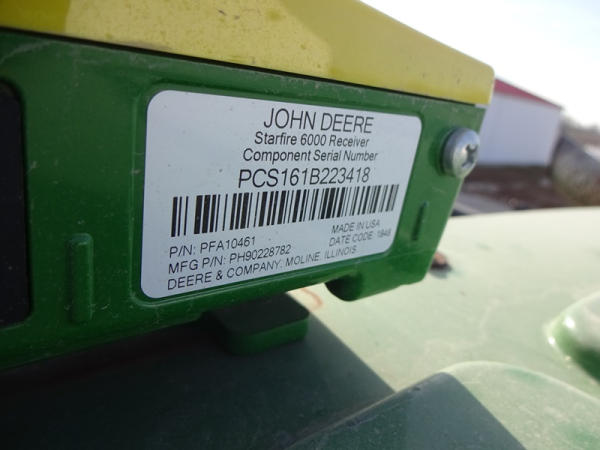 JOHN DEERE
Starfire 6000 Receiver
Component Serial Number
PCS161B223418
P/N: PFA10461
MADE IN USA
MFG P/N: PH90228782
DATE CODE: 1848
DEERE & COMPANY, MOLINE, ILLINOIS